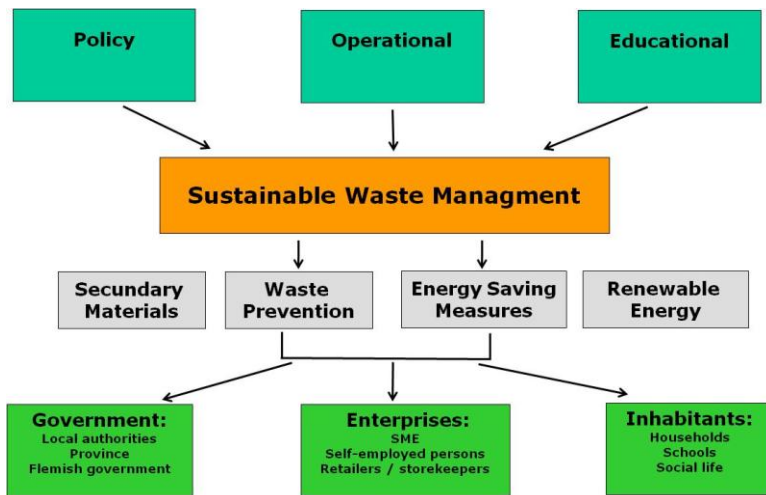 Policy
Operational
Educational
Sustainable Waste Managment
Secundary
Materials
Waste
Prevention
Energy Saving
Measures
Renewable
Energy
Government:
Local authorities
Province
Flemish government
Enterprises:
SME
Self-employed persons
Retailers / storekeepers
Inhabitants:
Households
Schools
Social life